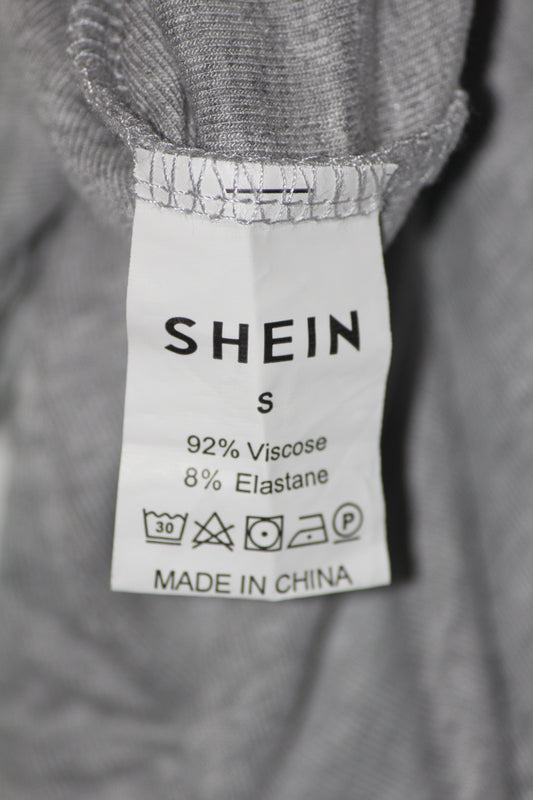 SHEIN
S
92% Viscose
8% Elastane
30 P
MADE IN CHINA